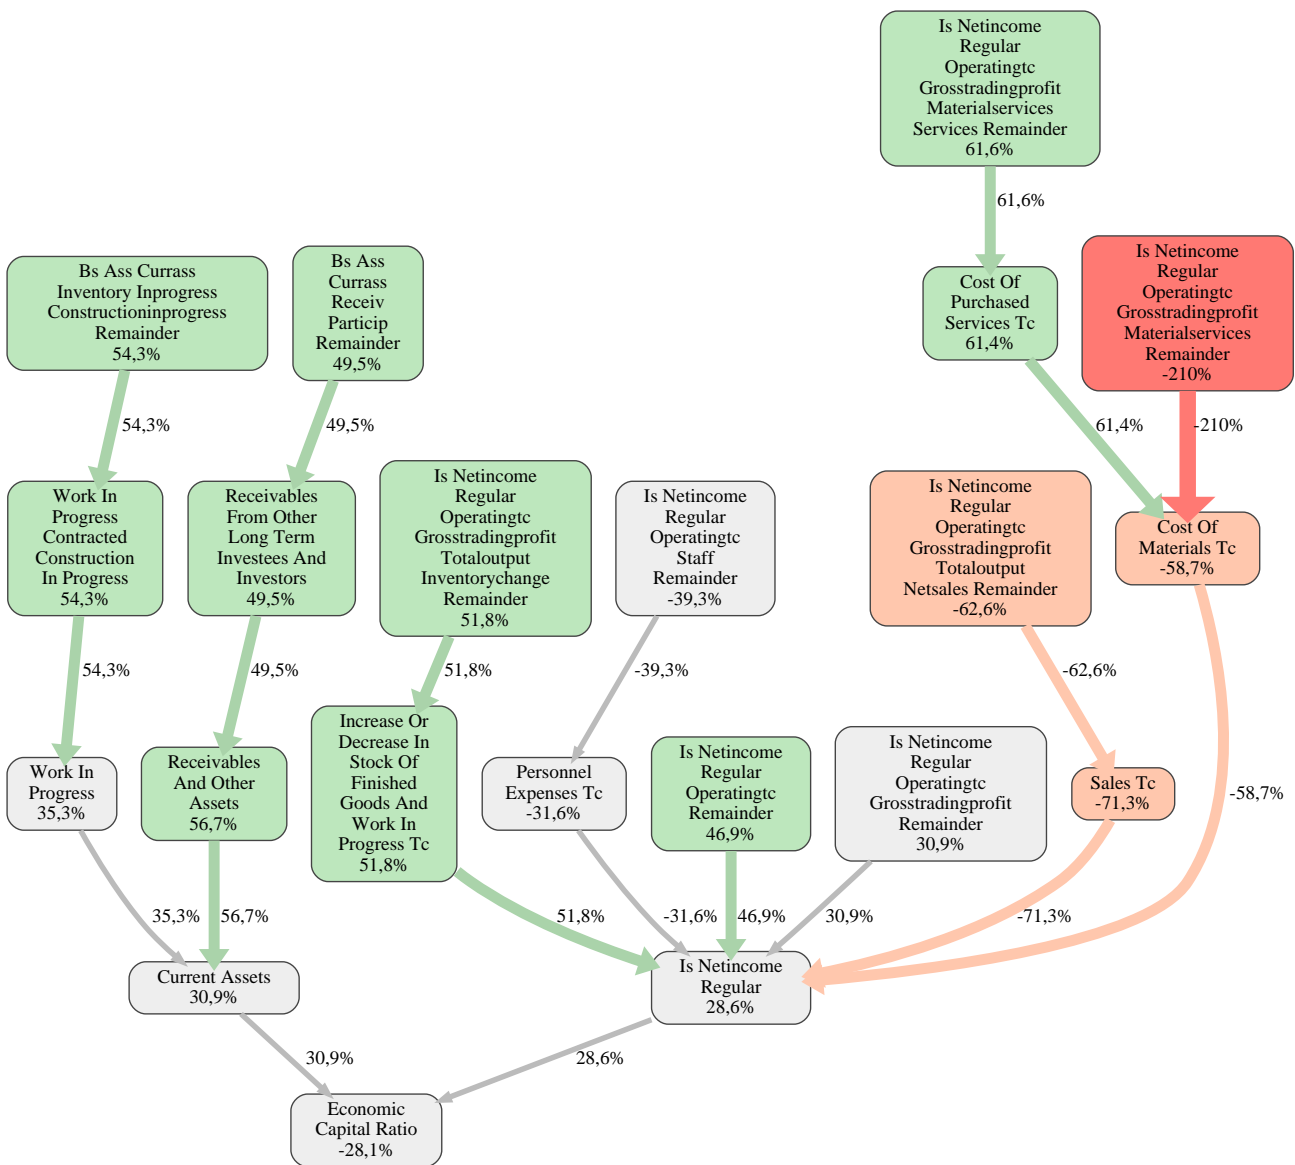 Is Netincome
Regular
Operatingtc
Grosstradingprofit
Materialservices
Services Remainder
61,6%
61,6%
Bs Ass Currass
Inventory Inprogress
Constructioninprogress
Remainder
54,3%
Bs Ass
Currass
Receiv
Particip
Remainder
49,5%
Cost Of
Purchased
Services Tc
61,4%
Is Netincome
Regular
Operatingtc
Grosstradingprofit
Materialservices
Remainder
-210%
54,3%
49,5%
61,4%
-210%
Work In
Progress
Contracted
Construction
In Progress
54,3%
Receivables
From Other
Long Term
Investees And
Investors
49,5%
Is Netincome
Regular
Operatingtc
Grosstradingprofit
Totaloutput
Inventorychange
Remainder
51,8%
Is Netincome
Regular
Operatingtc
Staff
Remainder
-39,3%
Is Netincome
Regular
Operatingtc
Grosstradingprofit
Totaloutput
Netsales Remainder
-62,6%
Cost Of
Materials Tc
-58,7%
54,3%
49,5%
51,8%
-39,3%
-62,6%
Work In
Progress
35,3%
Receivables
And Other
Assets
56,7%
Increase Or
Decrease In
Stock Of
Finished
Goods And
Work In
Progress Tc
51,8%
Personnel
Expenses Tc
-31,6%
Is Netincome
Regular
Operatingtc
Remainder
46,9%
Is Netincome
Regular
Operatingtc
Grosstradingprofit
Remainder
30,9%
Sales Tc
-71,3%
-58,7%
35,3%
56,7%
51,8%
-31,6%
46,9%
30,9%
-71,3%
Current Assets
30,9%
Is Netincome
Regular
28,6%
30,9%
28,6%
Economic
Capital Ratio
-28,1%